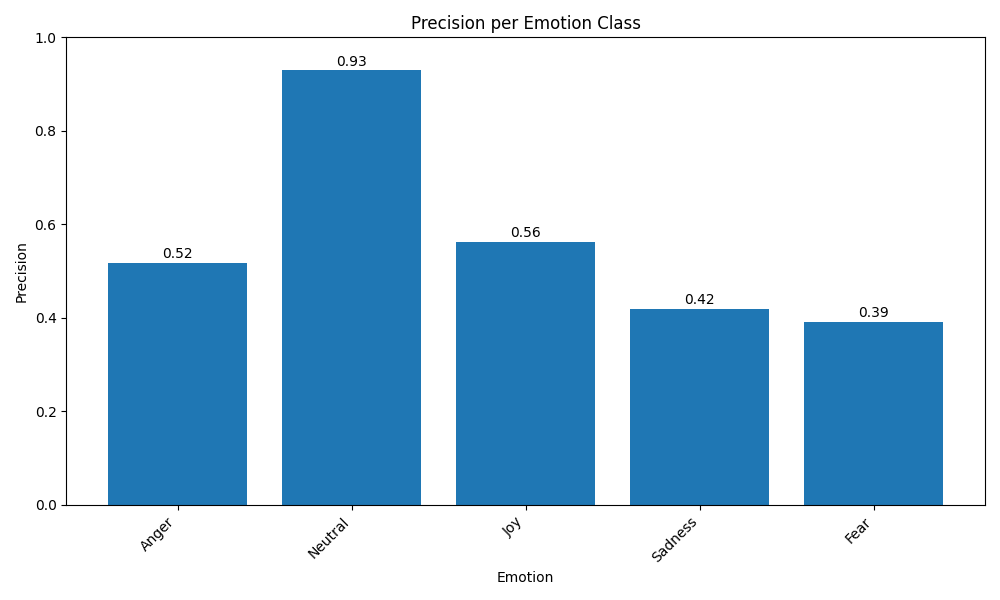 Precision per Emotion Class
1.0
0.8
0.6
0.4
0.2
0.0
Precision
0.52
0.93
0.56
0.42
0.39
Anger
Neutral
Joy
Sadness
Fear
Emotion